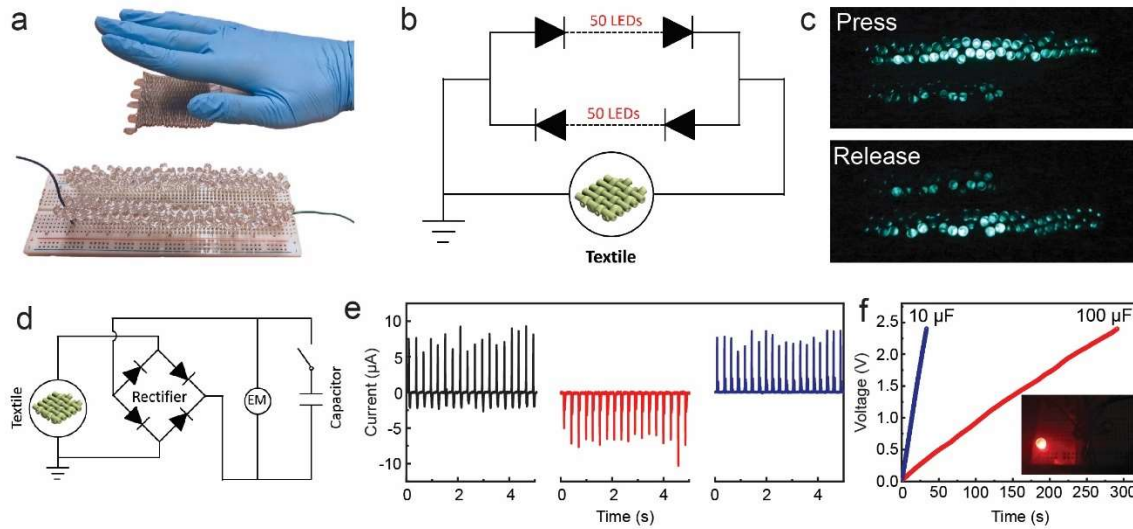 a
b
50 LEDs
50 LEDs
Textile
c
Press
Release
d
Textile
Rectifier
EM
Capacitor
e
Current (µA)
10
5
0
-5
-10
0 2 4
0 2 4
0 2 4
Time (s)
f
10 µF
100 µF
Voltage (V)
2.5
2.0
1.5
1.0
0.5
0.0
0 50 100 150 200 250 300
Time (s)